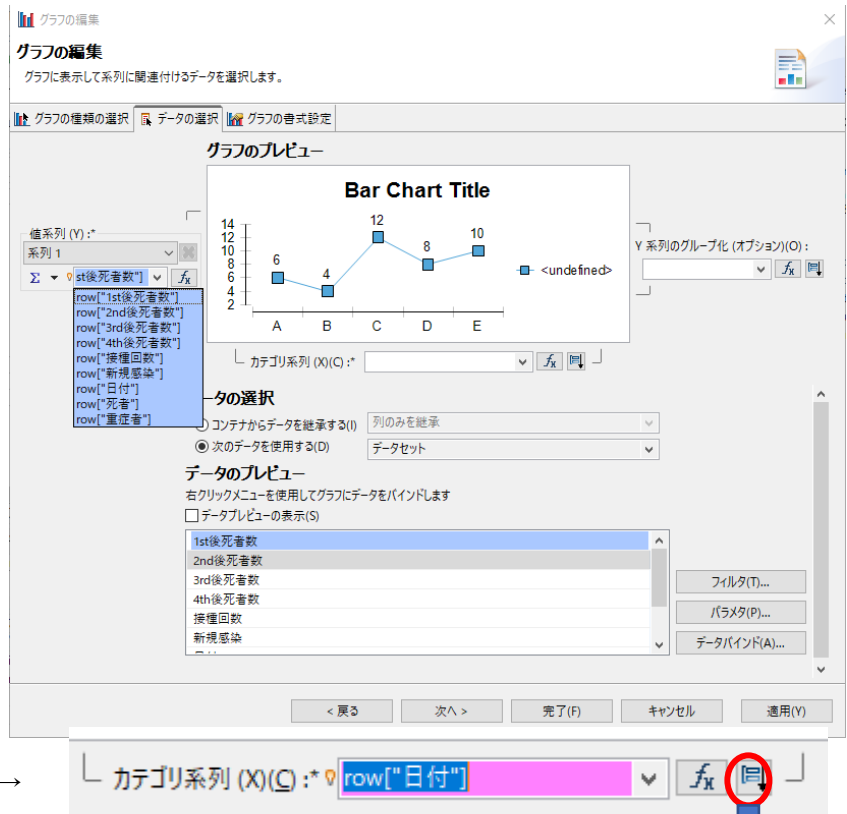 グラフの編集
グラフの編集
グラフに表示して系列に関連付けるデータを選択します。
グラフの種類の選択 データの選択 グラフの書式設定
グラフのプレビュー
Bar Chart Title
14
12
10
8
6
4
2
6
4
12
8
10
A B C D E
<undefined>
値系列 (Y) :*
系列 1
Σ st後死者数"] fx
row["1st後死者数"]
row["2nd後死者数"]
row["3rd後死者数"]
row["4th後死者数"]
row["接種回数"]
row["新規感染"]
row["日付"]
row["死者"]
row["重症者"]
Y 系列のグループ化 (オプション)(O) :
fx
カテゴリ系列 (X)(C) :*
fx
ータの選択
コンテナからデータを継承する(I) 列のみを継承
次のデータを使用する(D) データセット
データのプレビュー
右クリックメニューを使用してグラフにデータをバインドします
データプレビューの表示(S)
1st後死者数
2nd後死者数
3rd後死者数
4th後死者数
接種回数
新規感染
フィルタ(T)...
パラメタ(P)...
データバインド(A)...
< 戻る 次へ > 完了(F) キャンセル 適用(Y)
→ カテゴリ系列 (X)(C) :* row["日付"] fx